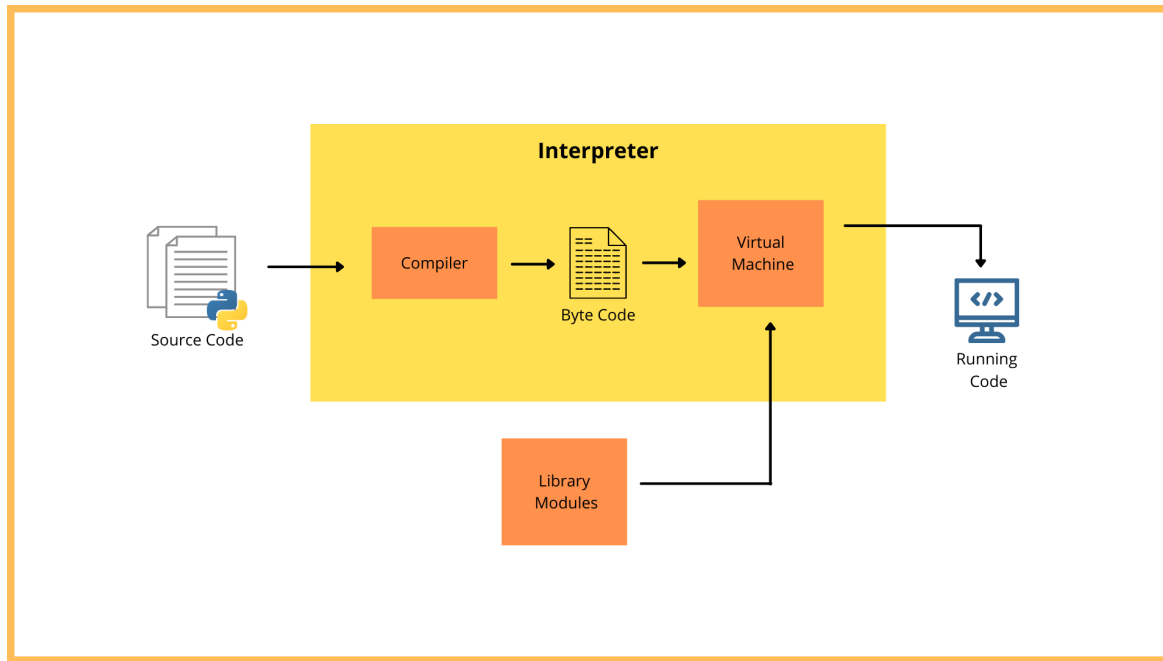 Interpreter
Source Code
Compiler
Byte Code
Virtual
Machine
</>
Running
Code
Library
Modules